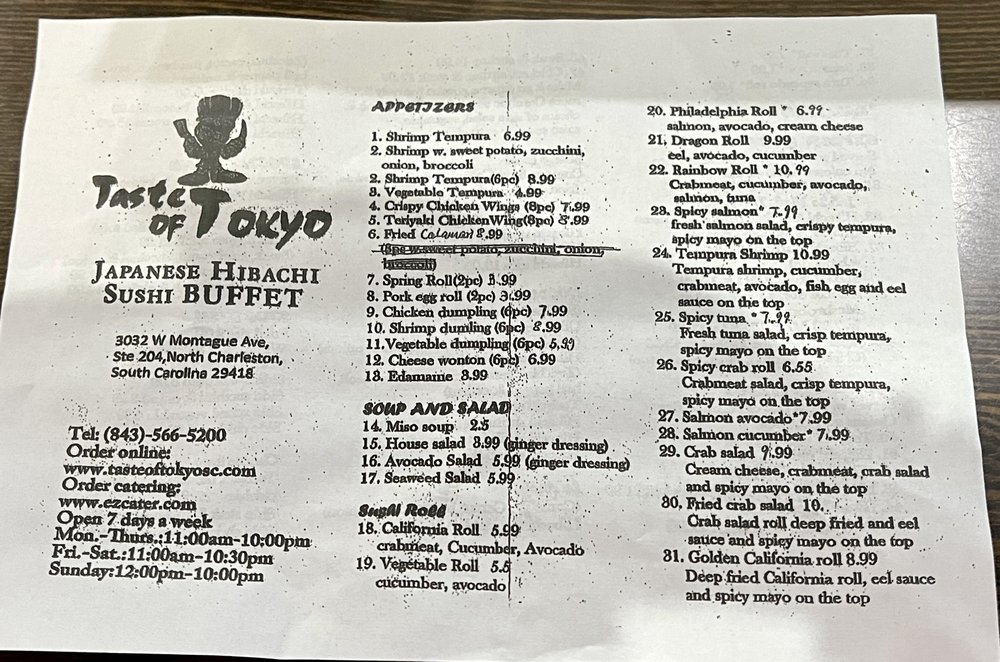 Taste
OF TOKYO
JAPANESE HIBACHI
SUSHI BUFFET
3032 W Montague Ave,
Ste 204,North Charleston,
South Carolina 29418
Tel: (843)-566-5200
Order online:
www.tasteoftokyosc.com
Order catering:
www.ezcater.com
Open 7 days a week
Mon.-Thurs.:11:00am-10:00pm
Fri.-Sat.:11:00am-10:30pm
Sunday:12:00pm-10:00pm
APPETIZERS
1. Shrimp Tempura 6.99
2. Shrimp w. sweet potato, zucchini,
onion, broccoli
2. Shrimp Tempura(6pc) 8.99
3. Vegetable Tempura 4.99
4. Crispy Chicken Wings (8pc) 7.99
5. Teriyaki ChickenWing(8pc) 8.99
6. Fried Calamari 8.99
(8pc w.sweet potato, zucchini, onion,
broccoli)
7. Spring Roll(2pc) 3.99
8. Pork egg roll (2pc) 3.99
9. Chicken dumpling (6pc) 7.99
10. Shrimp dumling (6pc) 8.99
11.Vegetable dumpling (6pc) 5.99
12. Cheese wonton (6pc) 6.99
13. Edamame 3.99
SOUP AND SALAD
14. Miso soup 2.5
15. House salad 3.99 (ginger dressing)
16. Avocado Salad 5.99 (ginger dressing)
17. Seaweed Salad 5.99
Sushi Roll
18. California Roll 5.99
crabmeat, Cucumber, Avocado
19. Vegetable Roll 5.5
cucumber, avocado
20. Philadelphia Roll * 6.99
salmon, avocado, cream cheese
21. Dragon Roll 9.99
eel, avocado, cucumber
22. Rainbow Roll * 10.99
Crabmeat, cucumber, avocado,
salmon, tuna
23. Spicy salmon* 7.99
fresh salmon salad, crispy tempura,
spicy mayo on the top
24. Tempura Shrimp 10.99
Tempura shrimp, cucumber,
crabmeat, avocado, fish egg and eel
sauce on the top
25. Spicy tuna * 7.99
Fresh tuna salad, crisp tempura,
spicy mayo on the top
26. Spicy crab roll 6.55
Crabmeat salad, crisp tempura,
spicy mayo on the top
27. Salmon avocado*7.99
28. Salmon cucumber* 7.99
29. Crab salad 9.99
Cream cheese, crabmeat, crab salad
and spicy mayo on the top
30. Fried crab salad 10.
Crab salad roll deep fried and eel
sauce and spicy mayo on the top
31. Golden California roll 8.99
Deep fried California roll, eel sauce
and spicy mayo on the top